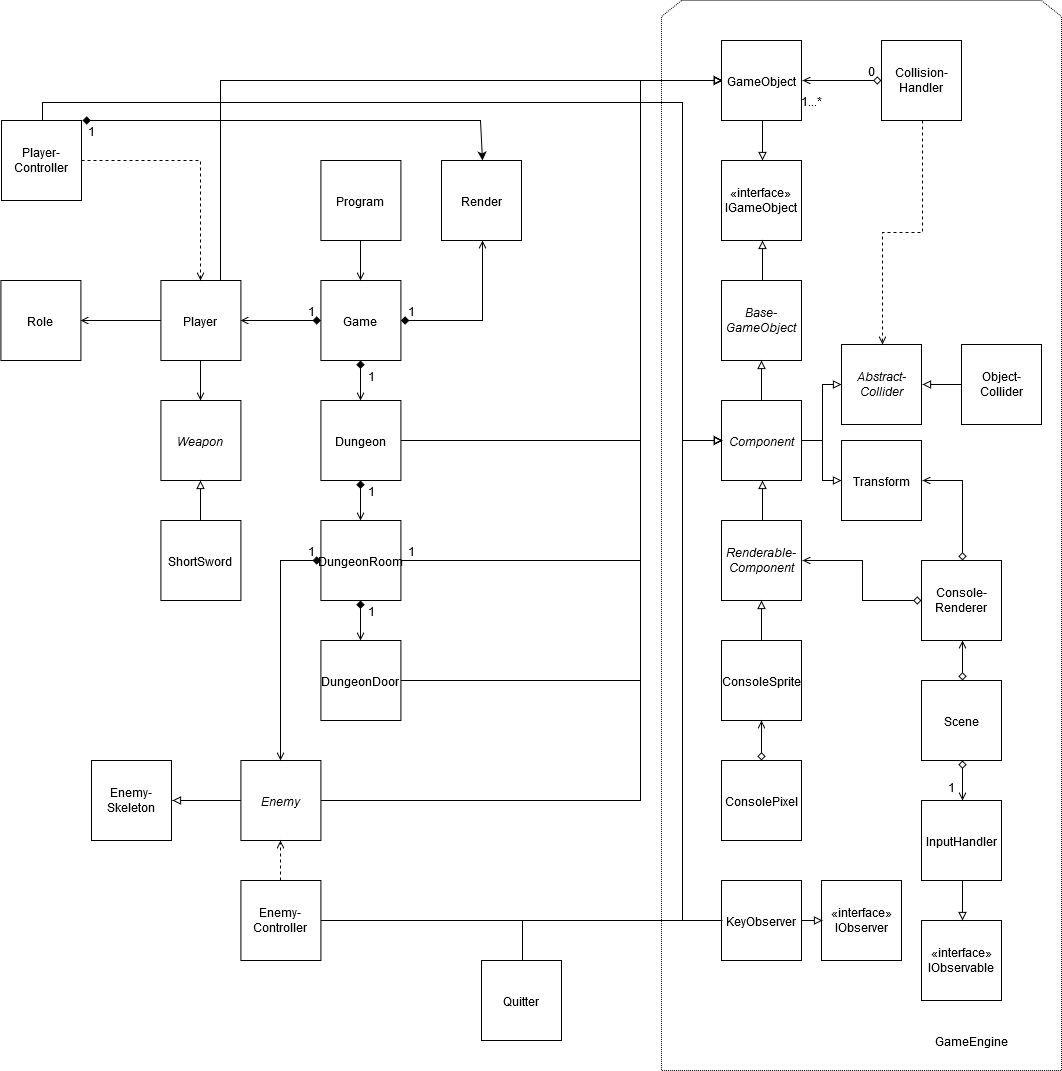 GameObject
Collision-
Handler
0
1...*
1
Player-
Controller
Program
Render
«interface»
IGameObject
Role
Player
1
Game
1
Base-
GameObject
1
Abstract-
Collider
Object-
Collider
Weapon
Dungeon
Component
1
Transform
ShortSword
1
DungeonRoom
1
Renderable-
Component
Console-
Renderer
1
DungeonDoor
ConsoleSprite
Scene
Enemy-
Skeleton
Enemy
ConsolePixel
1
InputHandler
Enemy-
Controller
KeyObserver
«interface»
IObserver
«interface»
IObservable
Quitter
GameEngine